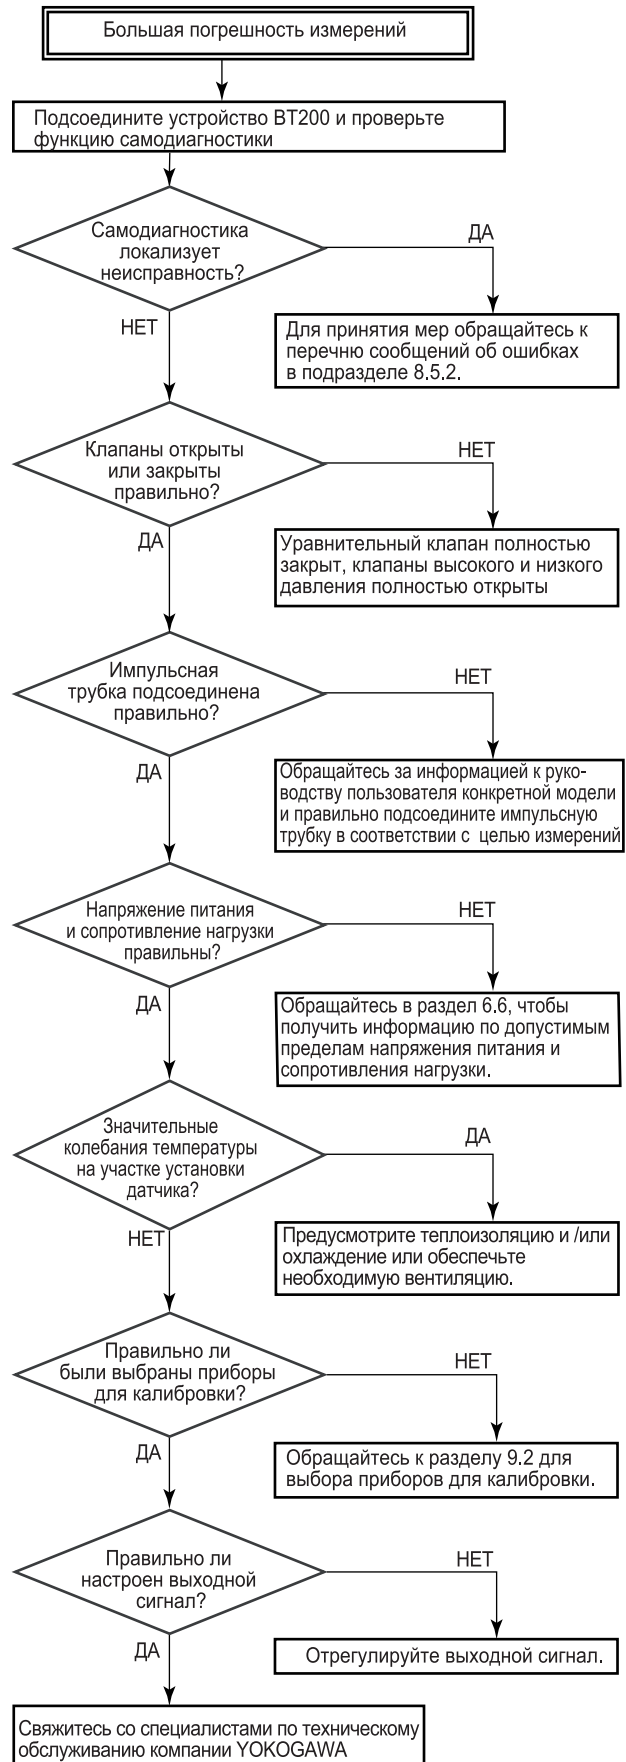 Большая погрешность измерений
Подсоедините устройство BT200 и проверьте
функцию самодиагностики
Самодиагностика
локализует
неисправность?
ДА
НЕТ
Для принятия мер обращайтесь к
перечню сообщений об ошибках
в подразделе 8.5.2.
Клапаны открыты
или закрыты
правильно?
НЕТ
ДА
Уравнительный клапан полностью
закрыт, клапаны высокого и низкого
давления полностью открыты
Импульсная
трубка подсоединена
правильно?
НЕТ
ДА
Обращайтесь за информацией к руко-
водству пользователя конкретной модели
и правильно подсоедините импульсную
трубку в соответствии с целью измерений
Напряжение питания
и сопротивление нагрузки
правильны?
НЕТ
ДА
Обращайтесь в раздел 6.6, чтобы
получить информацию по допустимым
пределам напряжения питания и
сопротивления нагрузки.
Значительные
колебания температуры
на участке установки
датчика?
ДА
НЕТ
Предусмотрите теплоизоляцию и /или
охлаждение или обеспечьте
необходимую вентиляцию.
Правильно ли
были выбраны приборы
для калибровки?
НЕТ
ДА
Обращайтесь к разделу 9.2 для
выбора приборов для калибровки.
Правильно ли
настроен выходной
сигнал?
НЕТ
ДА
Отрегулируйте выходной сигнал.
Свяжитесь со специалистами по техническому
обслуживанию компании YOKOGAWA